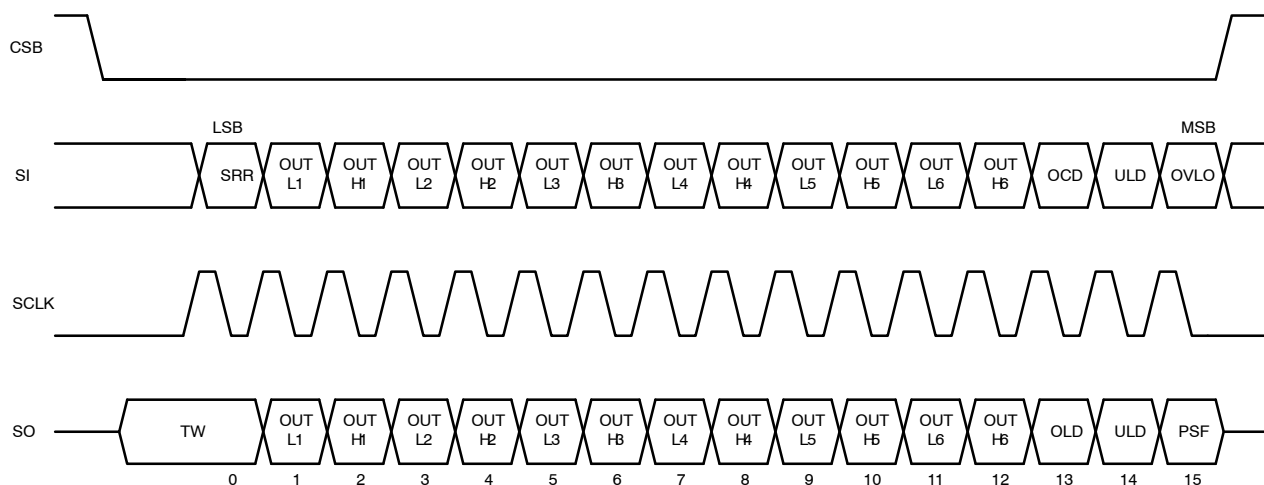 CSB
LSB
MSB
SI
SRR
OUT
L1
OUT
H1
OUT
L2
OUT
H2
OUT
L3
OUT
H3
OUT
L4
OUT
H4
OUT
L5
OUT
H5
OUT
L6
OUT
H6
OCD
ULD
OVLO
SCLK
SO
TW
OUT
L1
OUT
H1
OUT
L2
OUT
H2
OUT
L3
OUT
H3
OUT
L4
OUT
H4
OUT
L5
OUT
H5
OUT
L6
OUT
H6
OLD
ULD
PSF
0 1 2 3 4 5 6 7 8 9 10 11 12 13 14 15